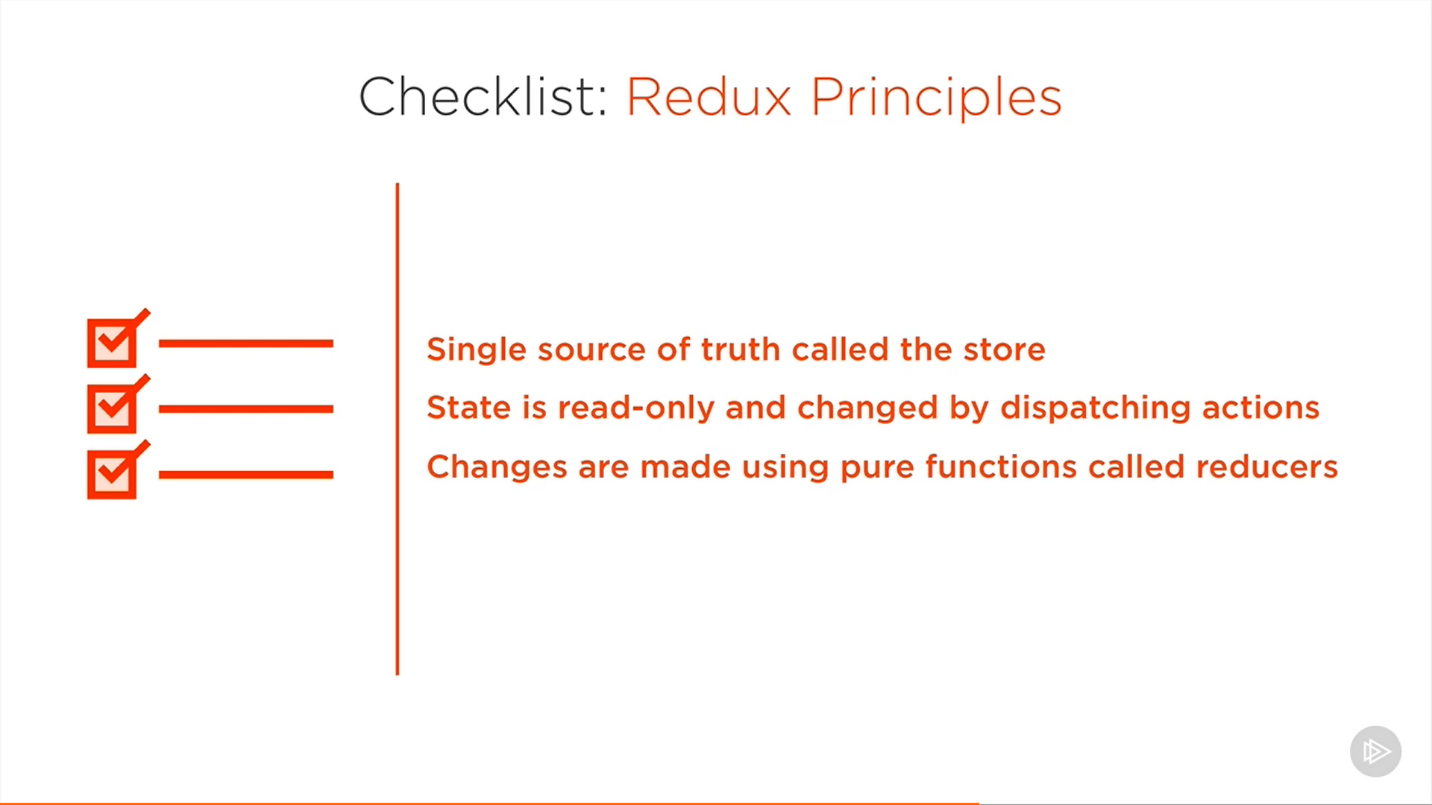 Checklist: Redux Principles
Single source of truth called the store
State is read-only and changed by dispatching actions
Changes are made using pure functions called reducers